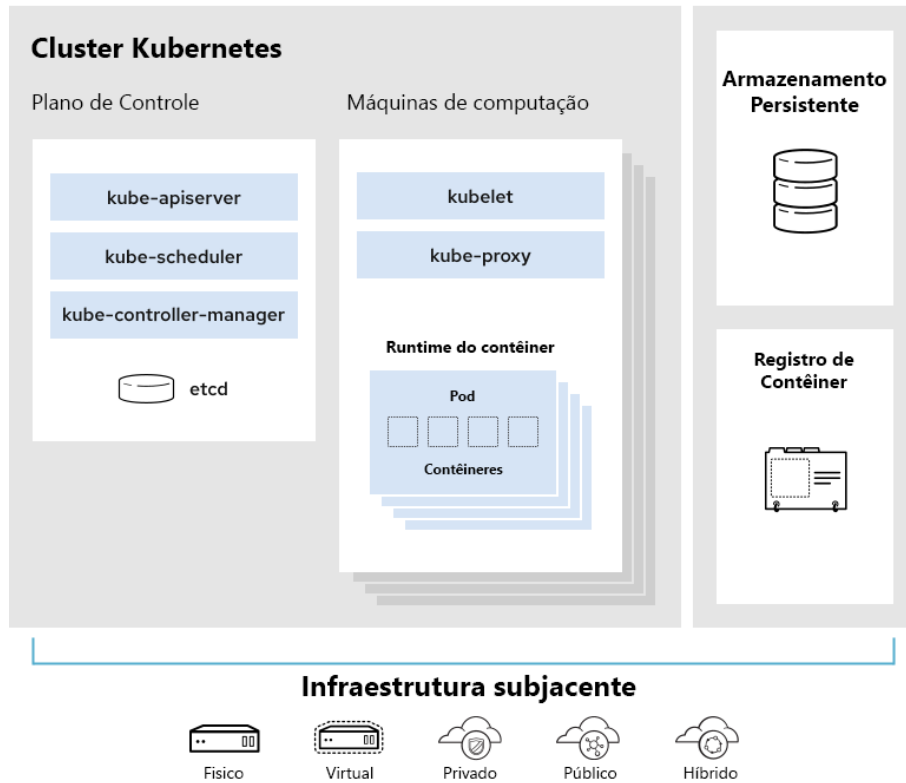 Cluster Kubernetes
Plano de Controle
kube-apiserver
kube-scheduler
kube-controller-manager
etcd
Máquinas de computação
kubelet
kube-proxy
Runtime do contêiner
Pod
Contêineres
Armazenamento
Persistente
Registro de
Contêiner
Infraestrutura subjacente
Fisico
Virtual
Privado
Público
Híbrido